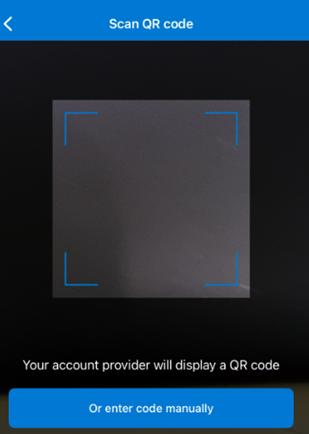 Scan QR code
Your account provider will display a QR code
Or enter code manually